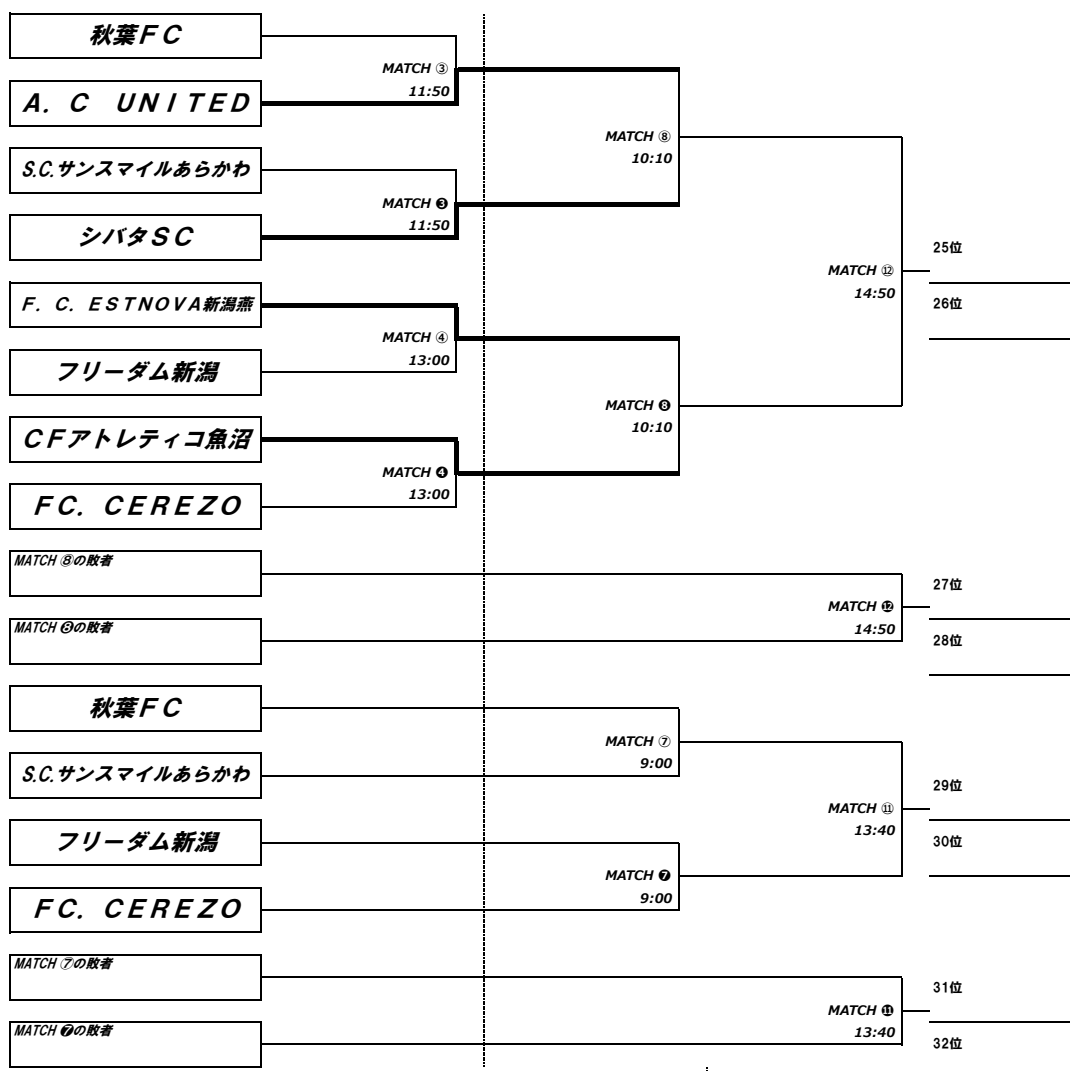 秋葉ＦＣ
MATCH ③
11:50
Ａ．Ｃ　ＵＮＩＴＥＤ
MATCH ⑧
10:10
S.C.サンスマイルあらかわ
MATCH ❸
11:50
シバタＳＣ
25位
MATCH ⑫
14:50
26位
Ｆ．Ｃ．ＥＳＴＮＯＶＡ新潟燕
MATCH ④
13:00
フリーダム新潟
MATCH ❽
10:10
ＣＦアトレティコ魚沼
MATCH ❹
13:00
ＦＣ．ＣＥＲＥＺＯ
MATCH ⑧の敗者
27位
MATCH ⓬
14:50
MATCH ❽の敗者
28位
秋葉ＦＣ
MATCH ⑦
9:00
S.C.サンスマイルあらかわ
29位
MATCH ⑪
13:40
フリーダム新潟
30位
MATCH ❼
9:00
ＦＣ．ＣＥＲＥＺＯ
MATCH ⑦の敗者
31位
MATCH ⓫
13:40
MATCH ❼の敗者
32位